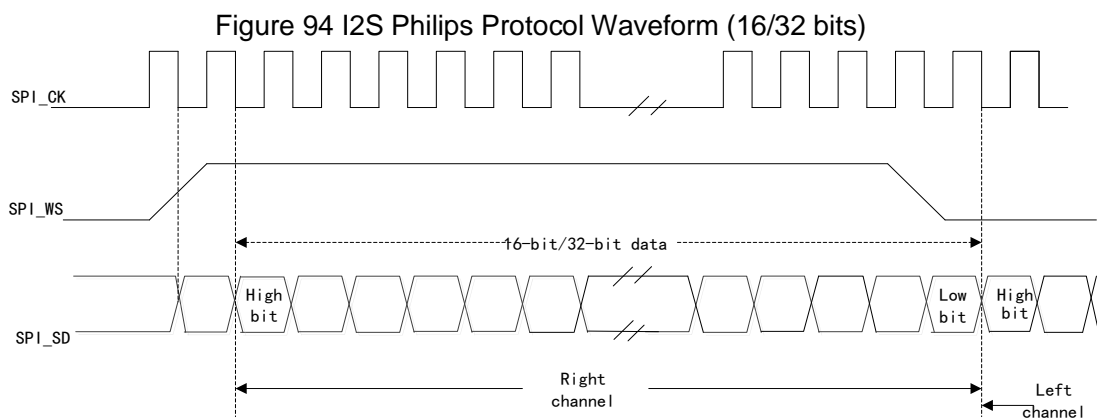 Figure 94 I2S Philips Protocol Waveform (16/32 bits)
SPI_CK
SPI_WS
16-bit/32-bit data
High
bit
Low
bit
High
bit
SPI_SD
Right
channel
Left
channel